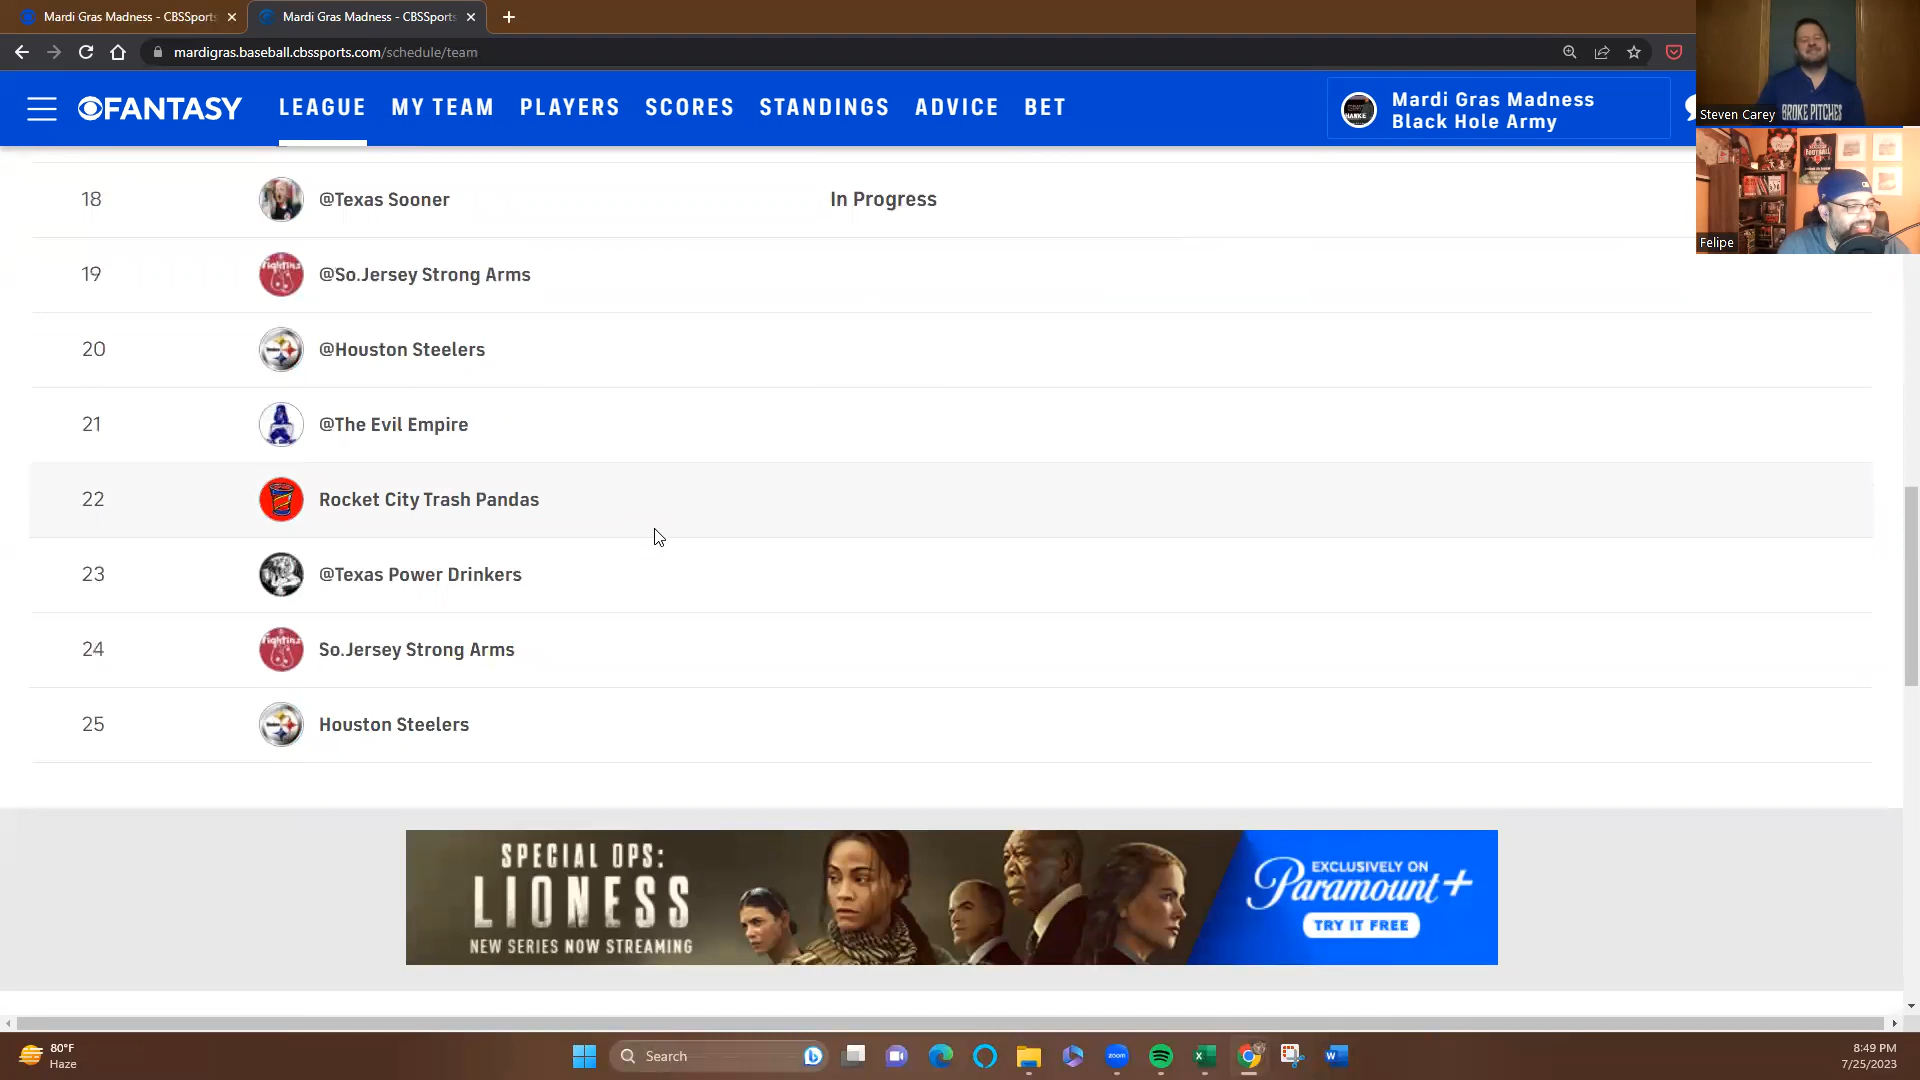 Mardi Gras Madness - CBSSports
Mardi Gras Madness - CBSSports
mardigras.baseball.cbssports.com/schedule/team
FANTASY
LEAGUE
MY TEAM
PLAYERS
SCORES
STANDINGS
ADVICE
BET
Mardi Gras Madness
Black Hole Army
Steven Carey
BROKE PITCHES
Felipe
18 @Texas Sooner In Progress
19 @So.Jersey Strong Arms
20 @Houston Steelers
21 @The Evil Empire
22 Rocket City Trash Pandas
23 @Texas Power Drinkers
24 So.Jersey Strong Arms
25 Houston Steelers
SPECIAL OPS:
LIONESS
NEW SERIES NOW STREAMING
EXCLUSIVELY ON
Paramount+
TRY IT FREE
80°F
Haze
Search
zoom
8:49 PM
7/25/2023